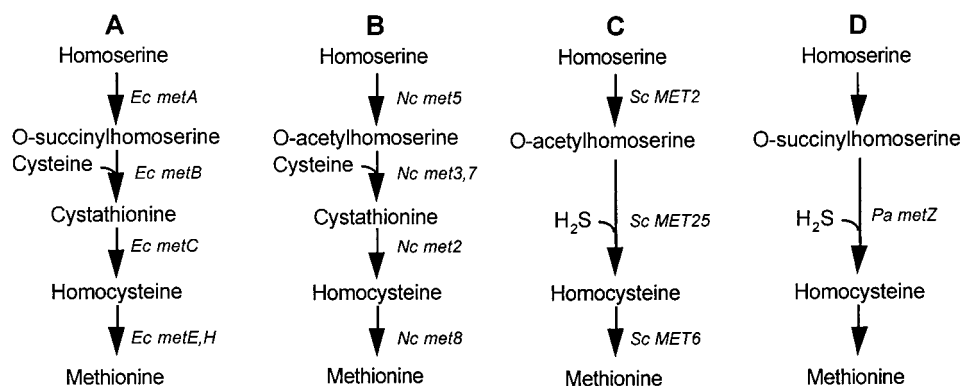 A B C D
Homoserine Homoserine Homoserine Homoserine
Ec metA Nc met5 Sc MET2
O-succinylhomoserine O-acetylhomoserine O-acetylhomoserine O-succinylhomoserine
Cysteine Ec metB Cysteine Nc met3,7
Cystathionine Cystathionine H₂S Sc MET25 H₂S Pa metZ
Ec metC Nc met2
Homocysteine Homocysteine Homocysteine Homocysteine
Ec metE,H Nc met8 Sc MET6
Methionine Methionine Methionine Methionine